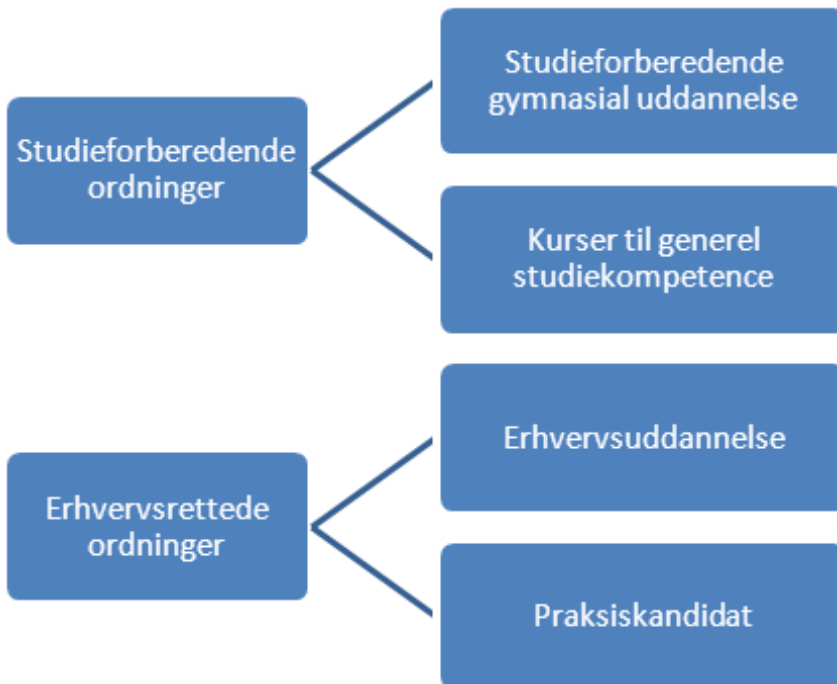 Studieforberedende
ordninger
Studieforberedende
gymnasial uddannelse
Kurser til generel
studiekompetence
Erhvervsrettede
ordninger
Erhvervsuddannelse
Praksiskandidat